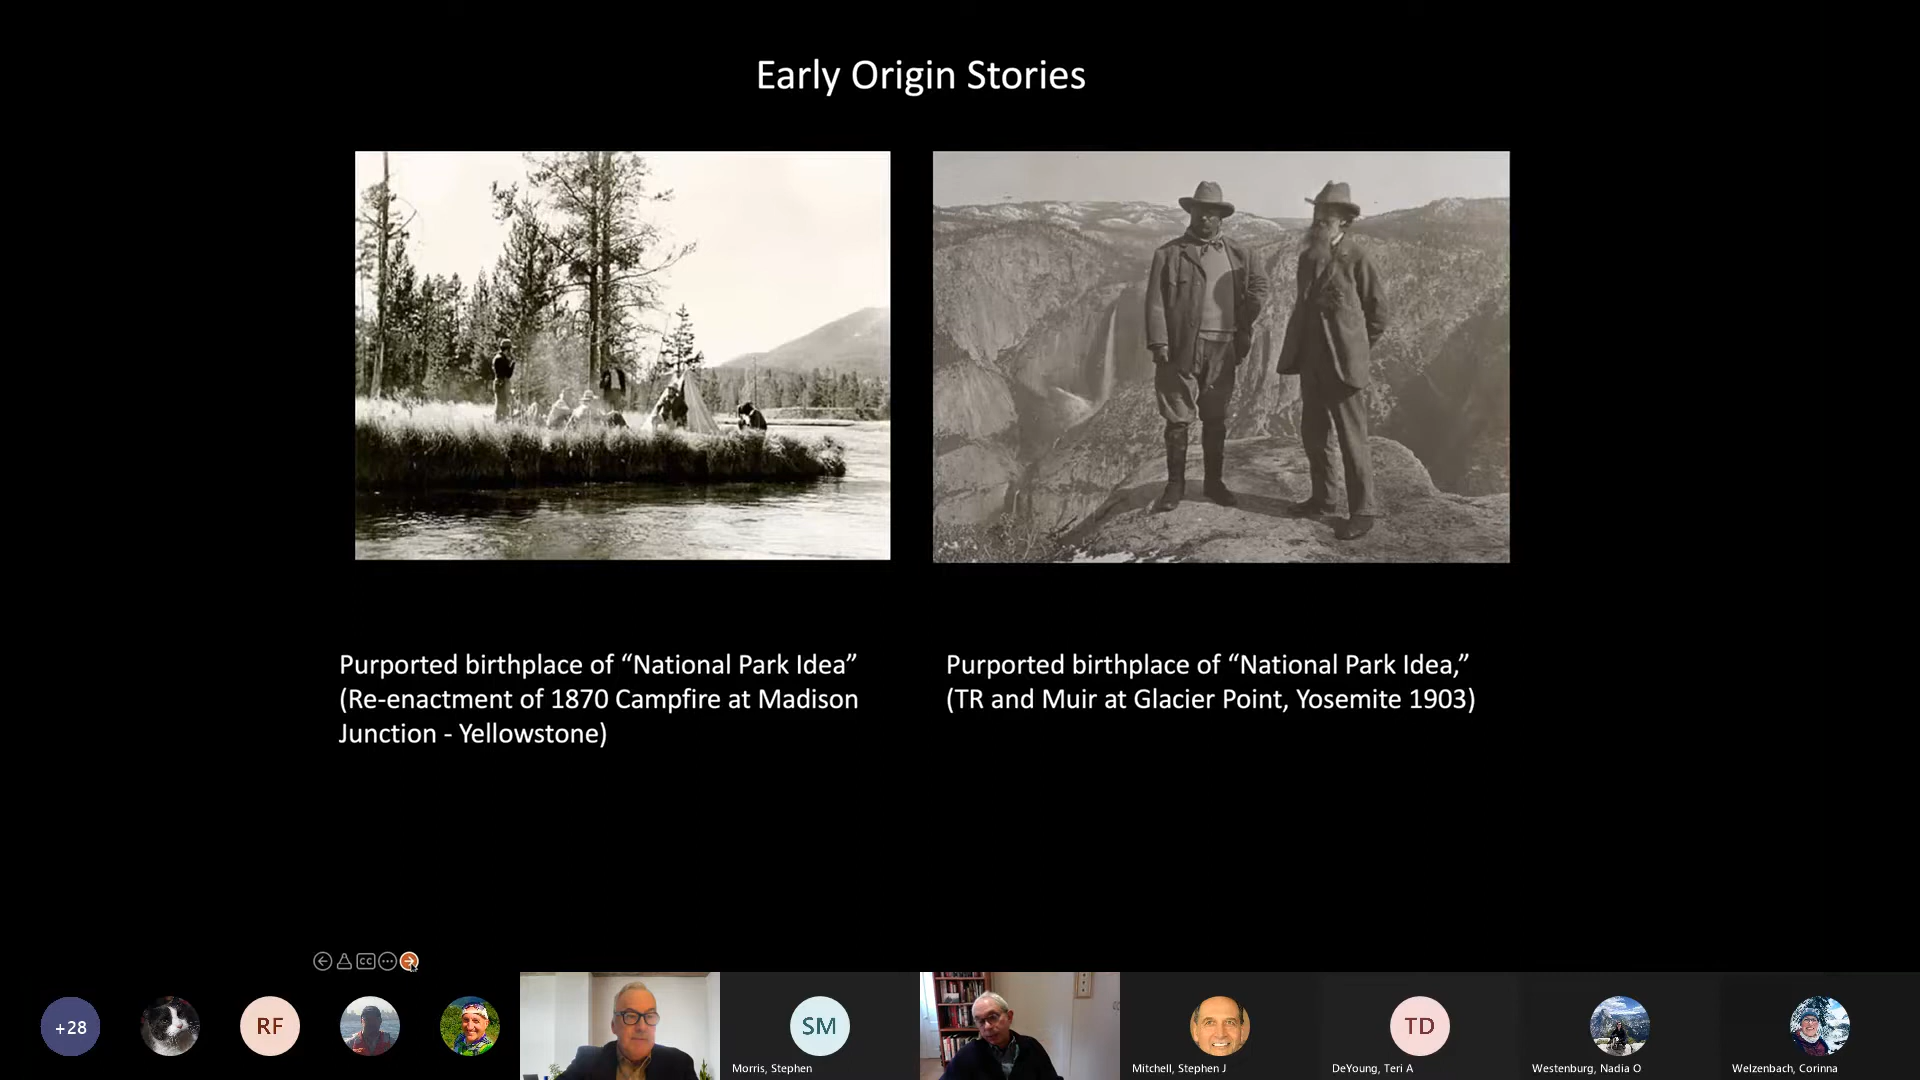 Early Origin Stories
Purported birthplace of “National Park Idea”
(Re-enactment of 1870 Campfire at Madison
Junction - Yellowstone)
Purported birthplace of “National Park Idea,”
(TR and Muir at Glacier Point, Yosemite 1903)
CC
+28
RF
SM
Morris, Stephen
Mitchell, Stephen J
TD
DeYoung, Teri A
Westenburg, Nadia O
Welzenbach, Corinna